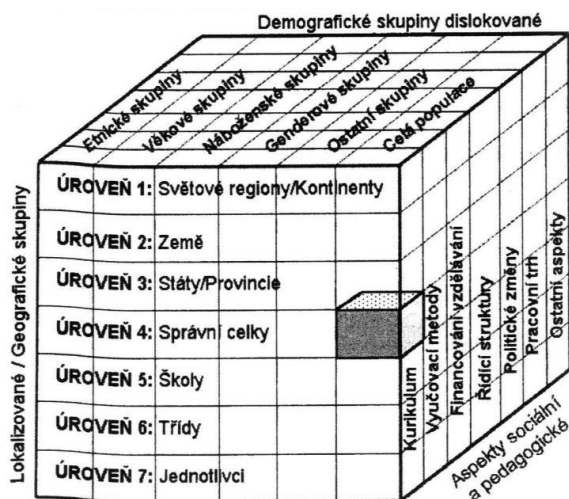 Demografické skupiny dislokované
Etnické skupiny
Věkové skupiny
Náboženské skupiny
Genderové skupiny
Ostatní skupiny
Celá populace
Lokalizované / Geografické skupiny
ÚROVEŇ 1: Světové regiony/Kontinenty
ÚROVEŇ 2: Země
ÚROVEŇ 3: Státy/Provincie
ÚROVEŇ 4: Správní celky
ÚROVEŇ 5: Školy
ÚROVEŇ 6: Třídy
ÚROVEŇ 7: Jednotlivci
Kurikulum
Vyučovací metody
Financování vzdělávání
Řídící struktury
Politické změny
Pracovní trh
Ostatní aspekty
Aspekty sociální
a pedagogické